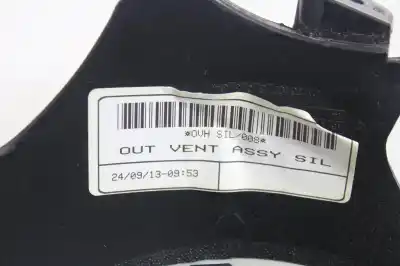 *OVH SIL/008*
OUT VENT ASSY SIL
24/09/13-09:53